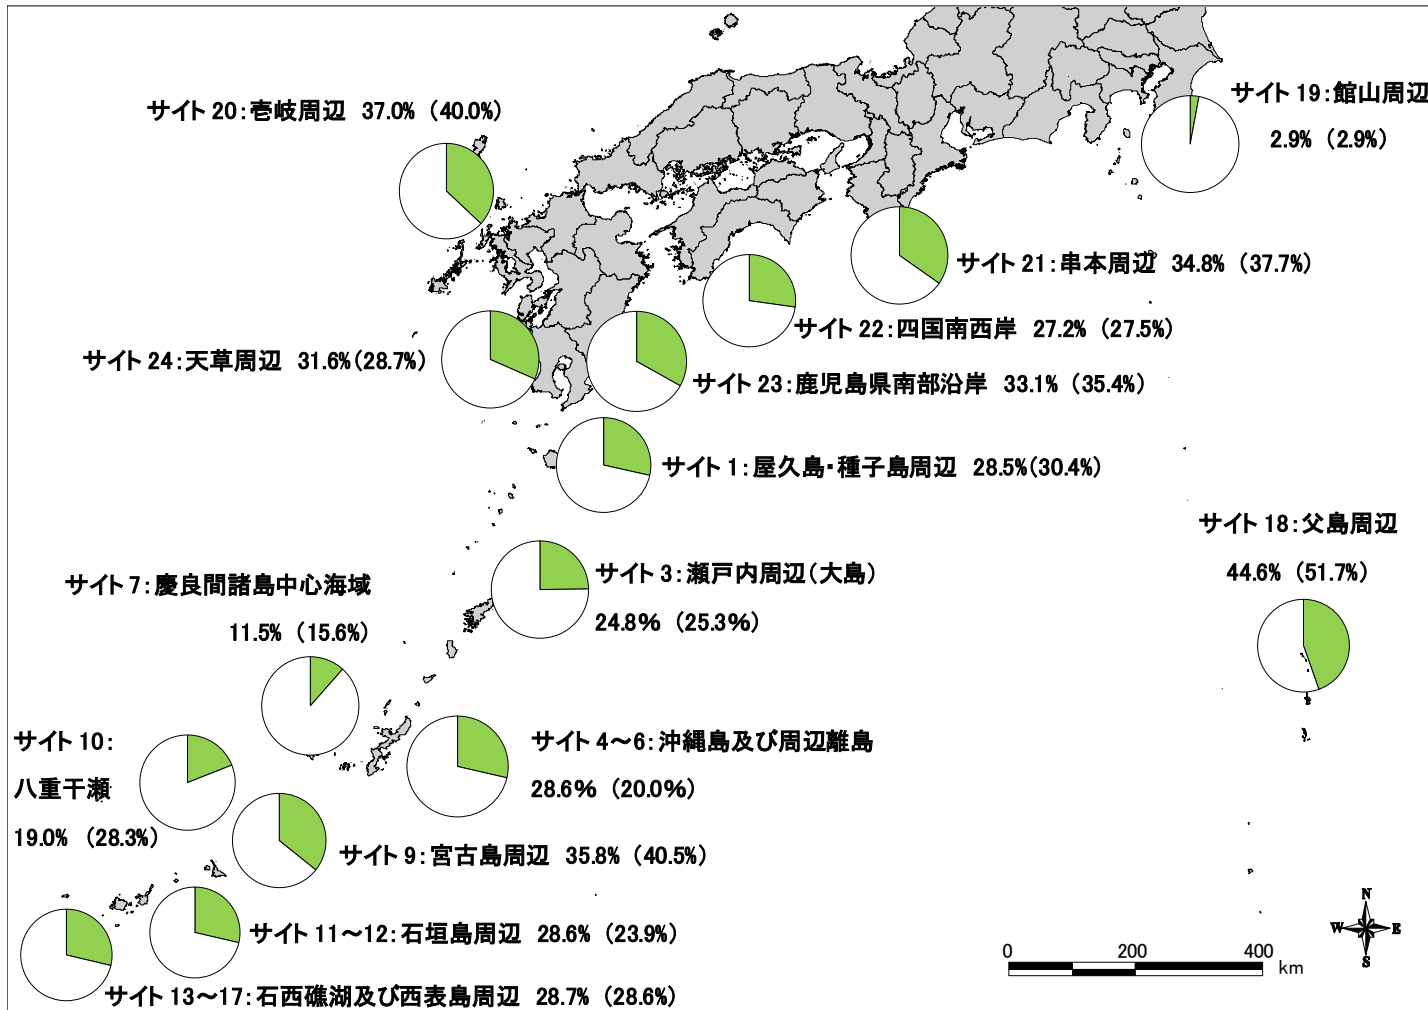 サイト 20：壱岐周辺 37.0% （40.0%）
サイト 19：館山周辺
2.9% （2.9%）
サイト 21：串本周辺 34.8% （37.7%）
サイト 22：四国南西岸 27.2% （27.5%）
サイト 24：天草周辺 31.6%（28.7%）
サイト 23：鹿児島県南部沿岸 33.1% （35.4%）
サイト 1：屋久島・種子島周辺 28.5%（30.4%）
サイト 18：父島周辺
44.6% （51.7%）
サイト 3：瀬戸内周辺（大島）
24.8% （25.3%）
サイト 7：慶良間諸島中心海域
11.5% （15.6%）
サイト 4～6：沖縄島及び周辺離島
28.6% （20.0%）
サイト 10：
八重干瀬
19.0% （28.3%）
サイト 9：宮古島周辺 35.8% （40.5%）
サイト 11～12：石垣島周辺 28.6% （23.9%）
サイト 13～17：石西礁湖及び西表島周辺 28.7% （28.6%）
0 200 400
km
N
W E
S